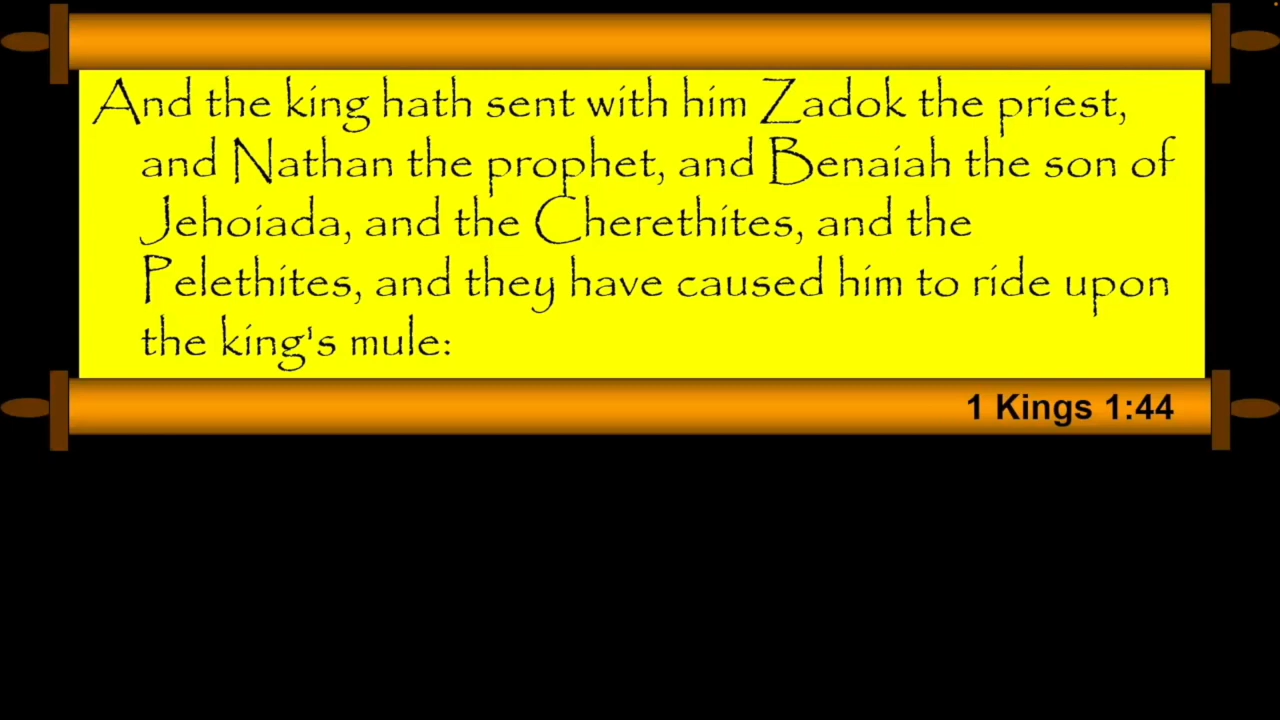 And the king hath sent with him Zadok the priest,
and Nathan the prophet, and Benaiah the son of
Jehoiada, and the Cherethites, and the
Pelethites, and they have caused him to ride upon
the king's mule:
1 Kings 1:44